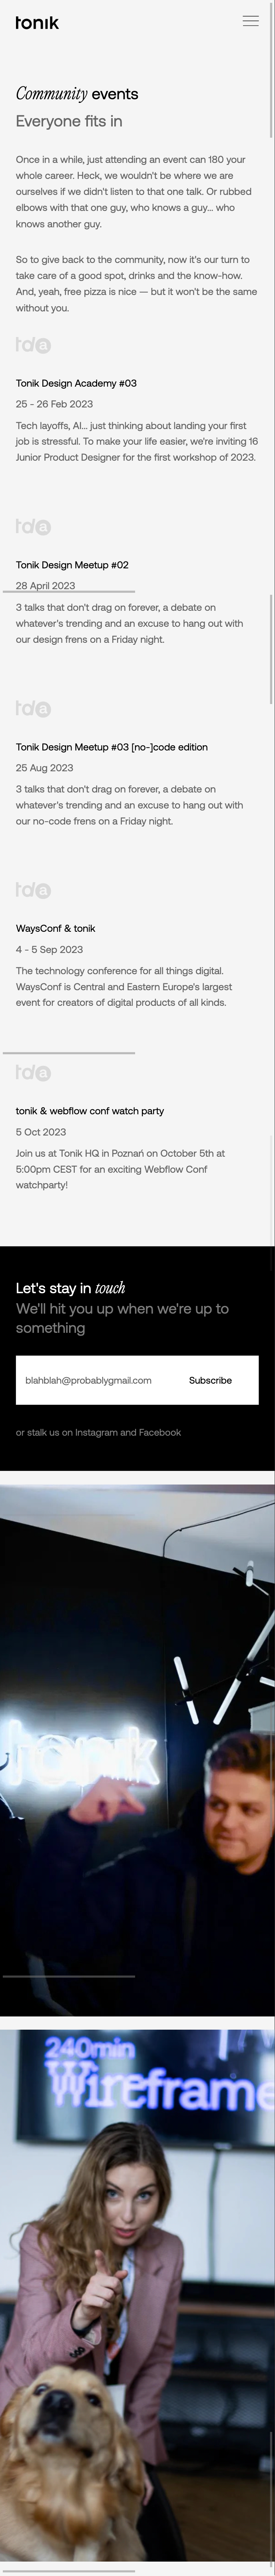 tonik
Community events
Everyone fits in
Once in a while, just attending an event can 180 your
whole career. Heck, we wouldn't be where we are
ourselves if we didn't listen to that one talk. Or rubbed
elbows with that one guy, who knows a guy... who
knows another guy.
So to give back to the community, now it's our turn to
take care of a good spot, drinks and the know-how.
And, yeah, free pizza is nice — but it won't be the same
without you.
tda
Tonik Design Academy #03
25 - 26 Feb 2023
Tech layoffs, AI... just thinking about landing your first
job is stressful. To make your life easier, we're inviting 16
Junior Product Designer for the first workshop of 2023.
tda
Tonik Design Meetup #02
28 April 2023
3 talks that don't drag on forever, a debate on
whatever's trending and an excuse to hang out with
our design frens on a Friday night.
tda
Tonik Design Meetup #03 [no-]code edition
25 Aug 2023
3 talks that don't drag on forever, a debate on
whatever's trending and an excuse to hang out with
our no-code frens on a Friday night.
tda
WaysConf & tonik
4 - 5 Sep 2023
The technology conference for all things digital.
WaysConf is Central and Eastern Europe's largest
event for creators of digital products of all kinds.
tda
tonik & webflow conf watch party
5 Oct 2023
Join us at Tonik HQ in Poznań on October 5th at
5:00pm CEST for an exciting Webflow Conf
watchparty!
Let's stay in touch
We'll hit you up when we're up to
something
blahblah@probablygmail.com Subscribe
or stalk us on Instagram and Facebook
tonik
240min
Wireframe